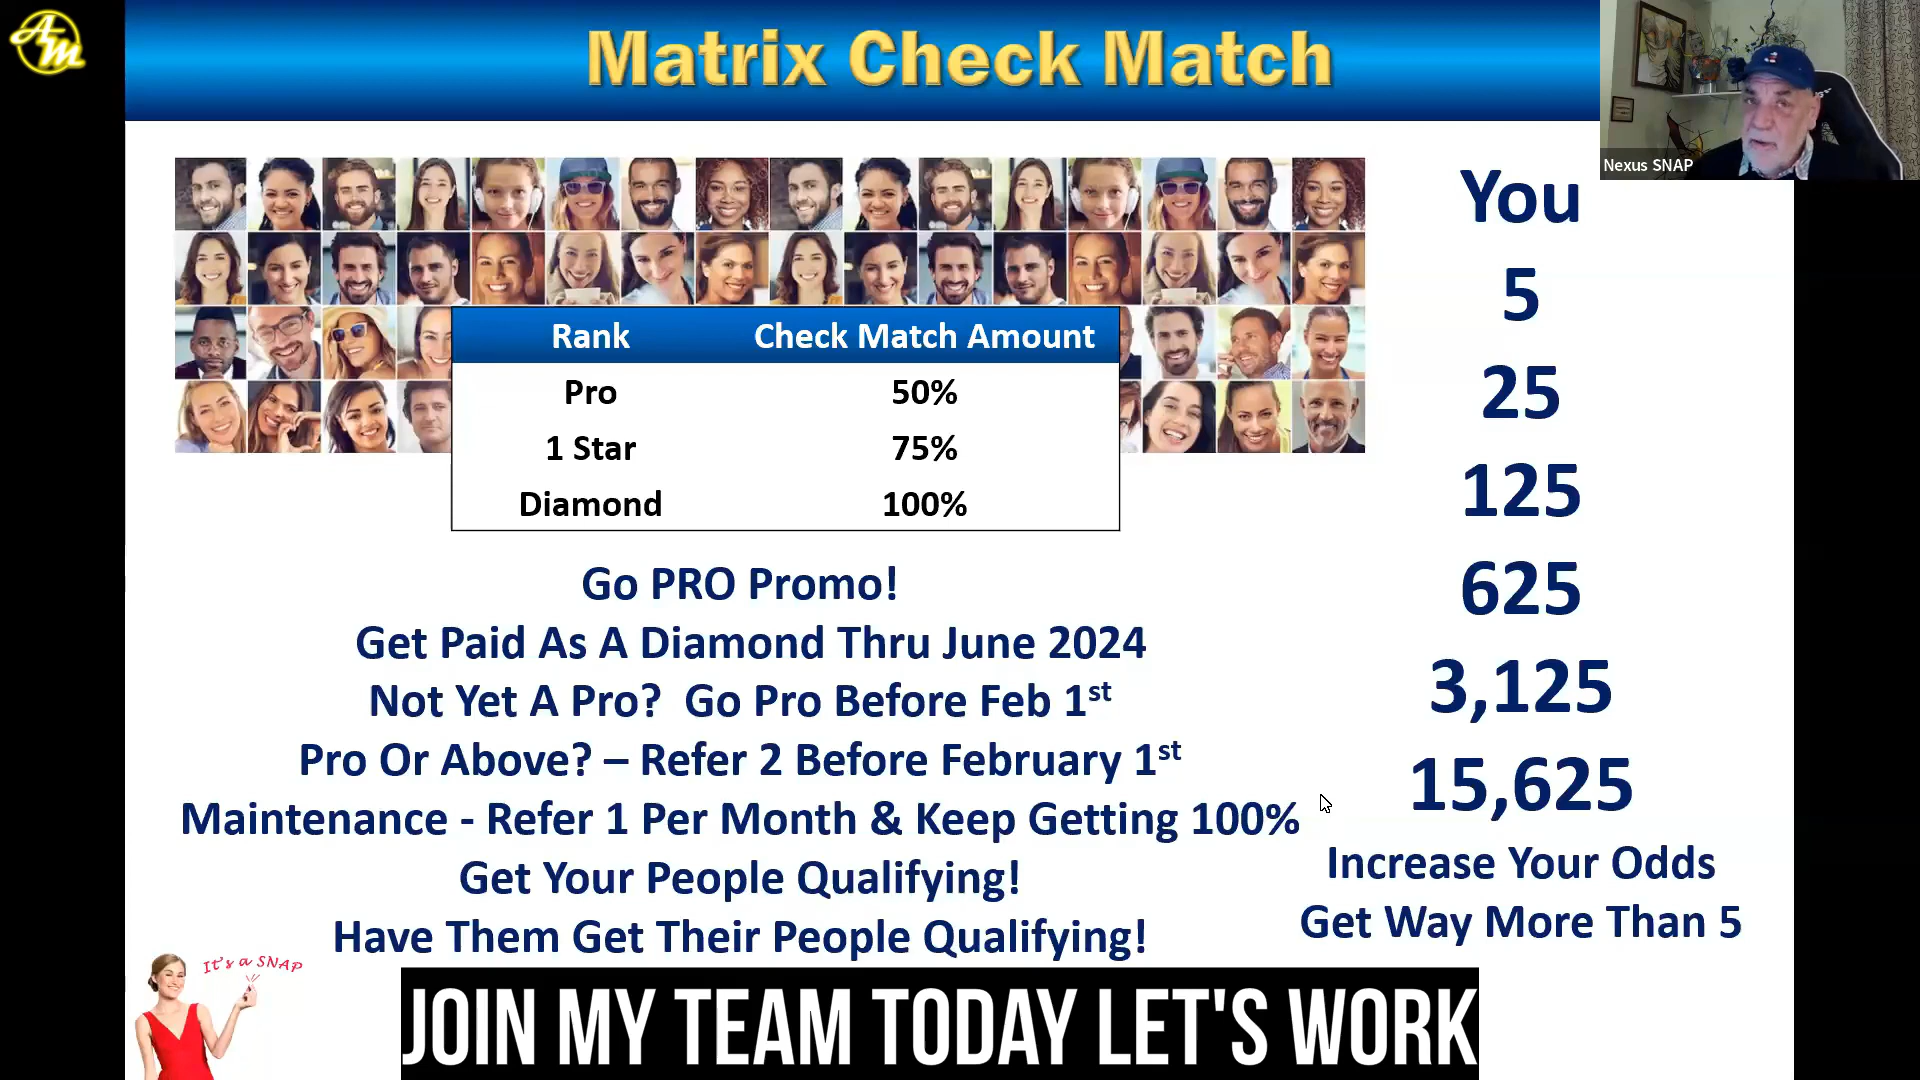 AM
Matrix Check Match
Nexus SNAP
Rank Check Match Amount
Pro 50%
1 Star 75%
Diamond 100%
Go PRO Promo!
Get Paid As A Diamond Thru June 2024
Not Yet A Pro? Go Pro Before Feb 1st
Pro Or Above? – Refer 2 Before February 1st
Maintenance - Refer 1 Per Month & Keep Getting 100%
Get Your People Qualifying!
Have Them Get Their People Qualifying!
You
5
25
125
625
3,125
15,625
Increase Your Odds
Get Way More Than 5
It's a SNAP
JOIN MY TEAM TODAY LET'S WORK